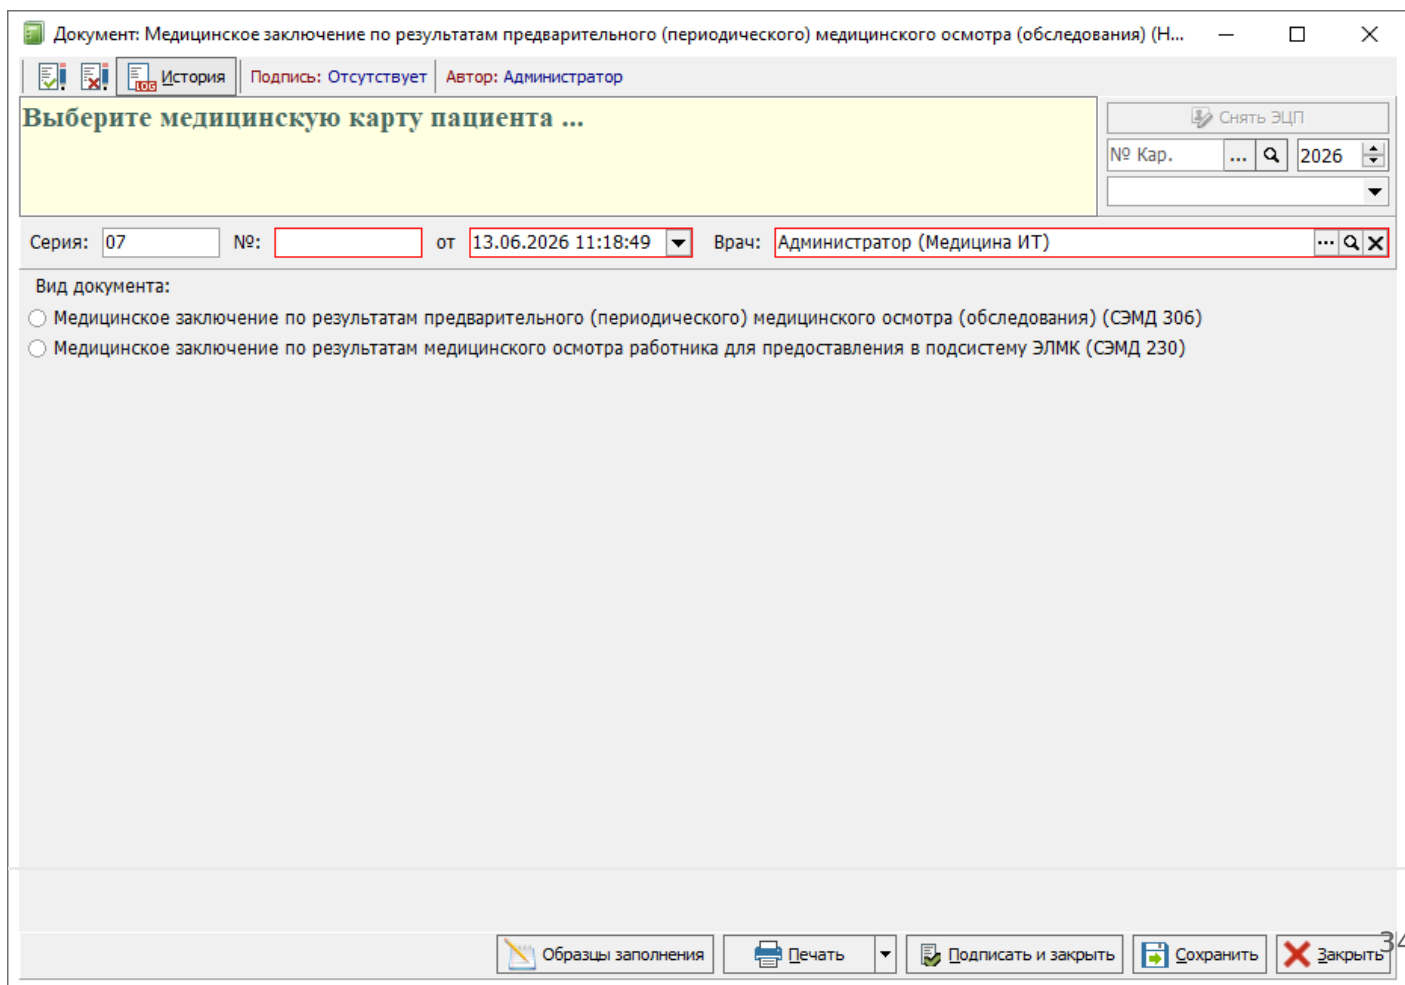 Документ: Медицинское заключение по результатам предварительного (периодического) медицинского осмотра (обследования) (Н...
LOG История Подпись: Отсутствует Автор: Администратор
Выберите медицинскую карту пациента ...
Снять ЭЦП
№ Кар. ... 2026
Серия: 07 №: от 13.06.2026 11:18:49 Врач: Администратор (Медицина ИТ) ...
Вид документа:
Медицинское заключение по результатам предварительного (периодического) медицинского осмотра (обследования) (СЭМД 306)
Медицинское заключение по результатам медицинского осмотра работника для предоставления в подсистему ЭЛМК (СЭМД 230)
Образцы заполнения Печать Подписать и закрыть Сохранить Закрыть
34